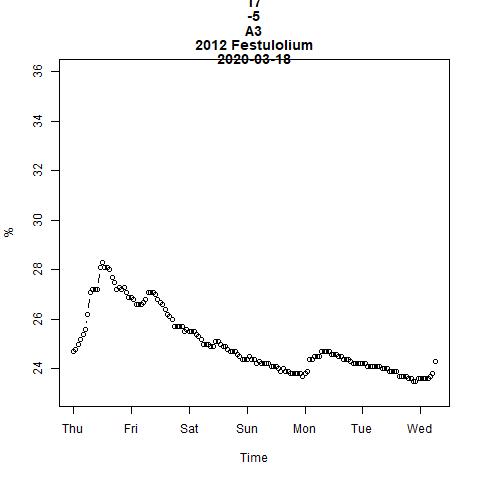 17
-5
A3
2012 Festulolium
2020-03-18
36
34
32
30
28
26
24
%
Thu Fri Sat Sun Mon Tue Wed
Time